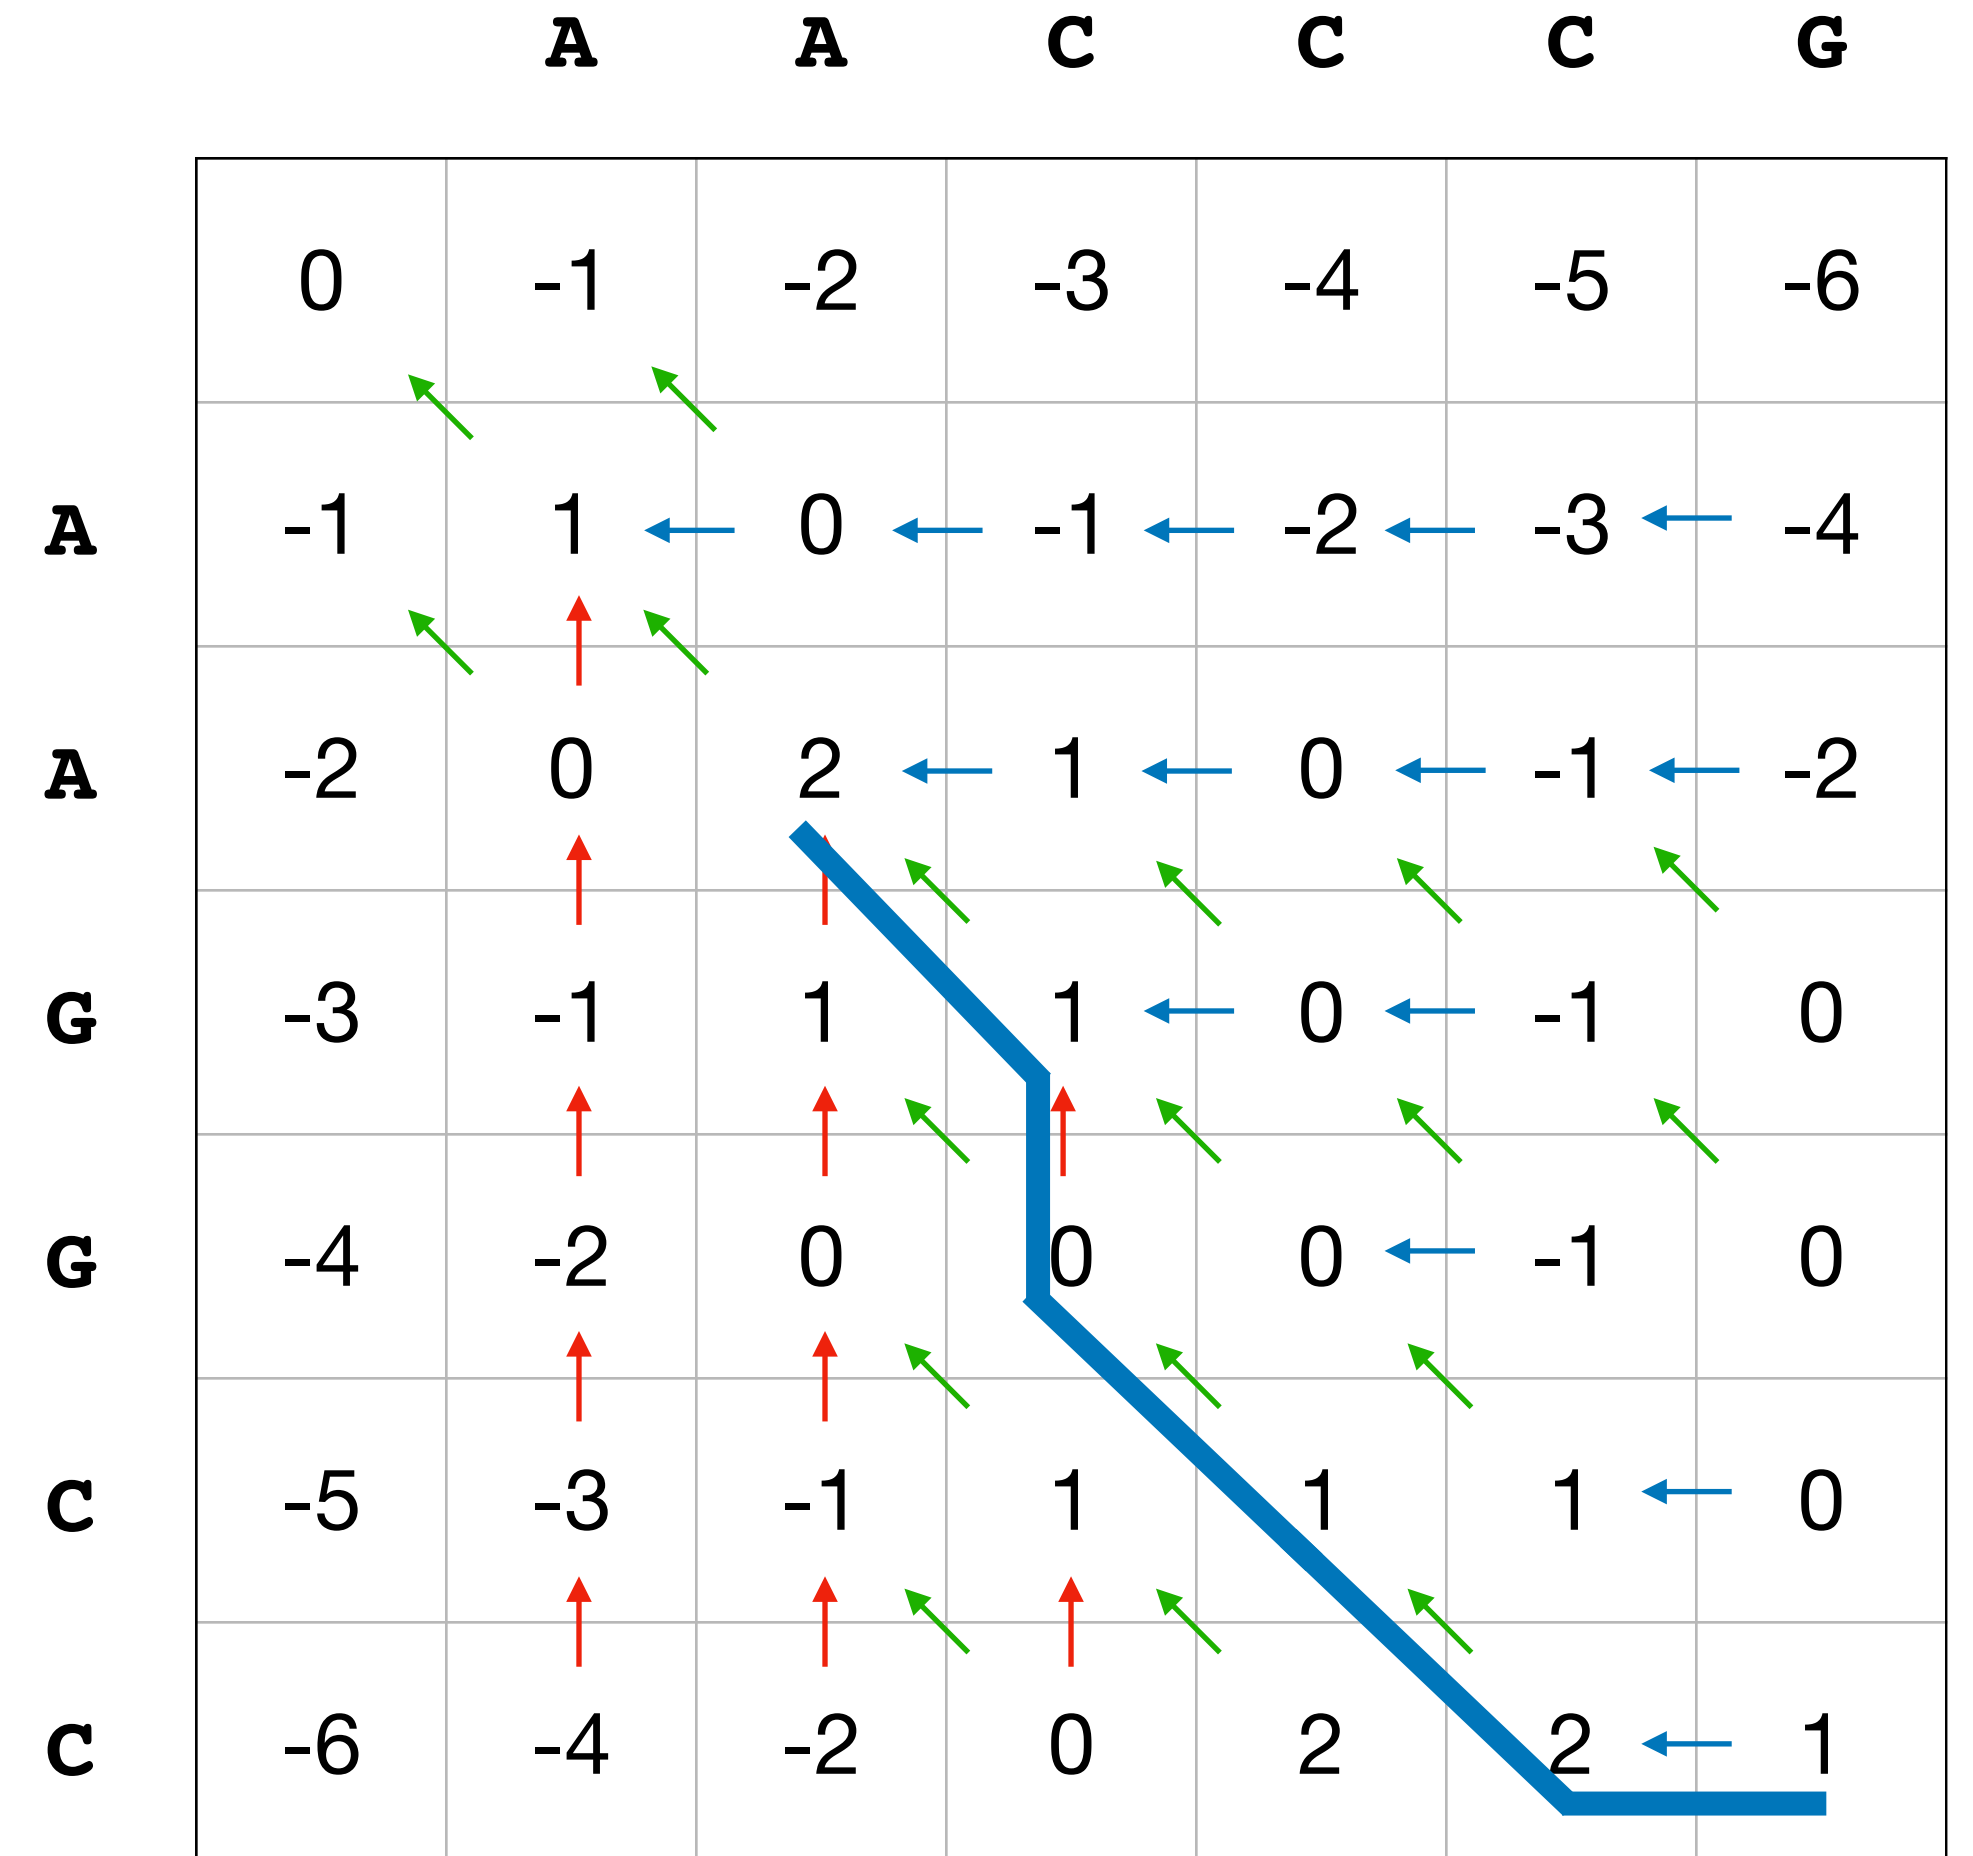 A A C C C G
0 -1 -2 -3 -4 -5 -6
A -1 1 0 -1 -2 -3 -4
A -2 0 2 1 0 -1 -2
G -3 -1 1 1 0 -1 0
G -4 -2 0 0 0 -1 0
C -5 -3 -1 1 1 1 0
C -6 -4 -2 0 2 2 1